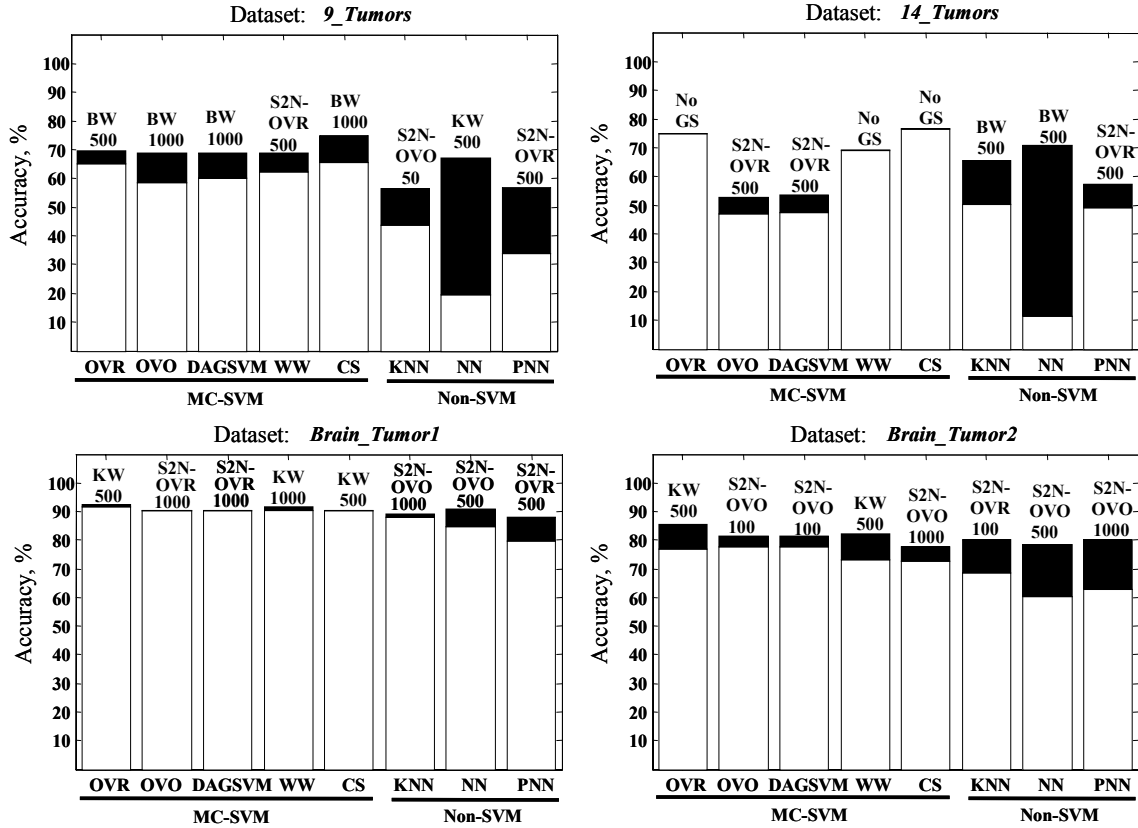 Dataset: 9_Tumors
Accuracy, %
100
90
80
70
60
50
40
30
20
10
BW
500
BW
1000
BW
1000
S2N-
OVR
500
BW
1000
S2N-
OVO
50
KW
500
S2N-
OVR
500
OVR OVO DAGSVM WW CS KNN NN PNN
MC-SVM Non-SVM
Dataset: 14_Tumors
Accuracy, %
100
90
80
70
60
50
40
30
20
10
No
GS
S2N-
OVR
500
S2N-
OVR
500
No
GS
No
GS
BW
500
BW
500
S2N-
OVR
500
OVR OVO DAGSVM WW CS KNN NN PNN
MC-SVM Non-SVM
Dataset: Brain_Tumor1
Accuracy, %
100
90
80
70
60
50
40
30
20
10
KW
500
S2N-
OVR
1000
S2N-
OVR
1000
KW
1000
KW
500
S2N-
OVO
1000
S2N-
OVO
500
S2N-
OVR
500
OVR OVO DAGSVM WW CS KNN NN PNN
MC-SVM Non-SVM
Dataset: Brain_Tumor2
Accuracy, %
100
90
80
70
60
50
40
30
20
10
KW
500
S2N-
OVO
100
S2N-
OVO
100
KW
500
S2N-
OVO
1000
S2N-
OVR
100
S2N-
OVO
500
S2N-
OVO
1000
OVR OVO DAGSVM WW CS KNN NN PNN
MC-SVM Non-SVM